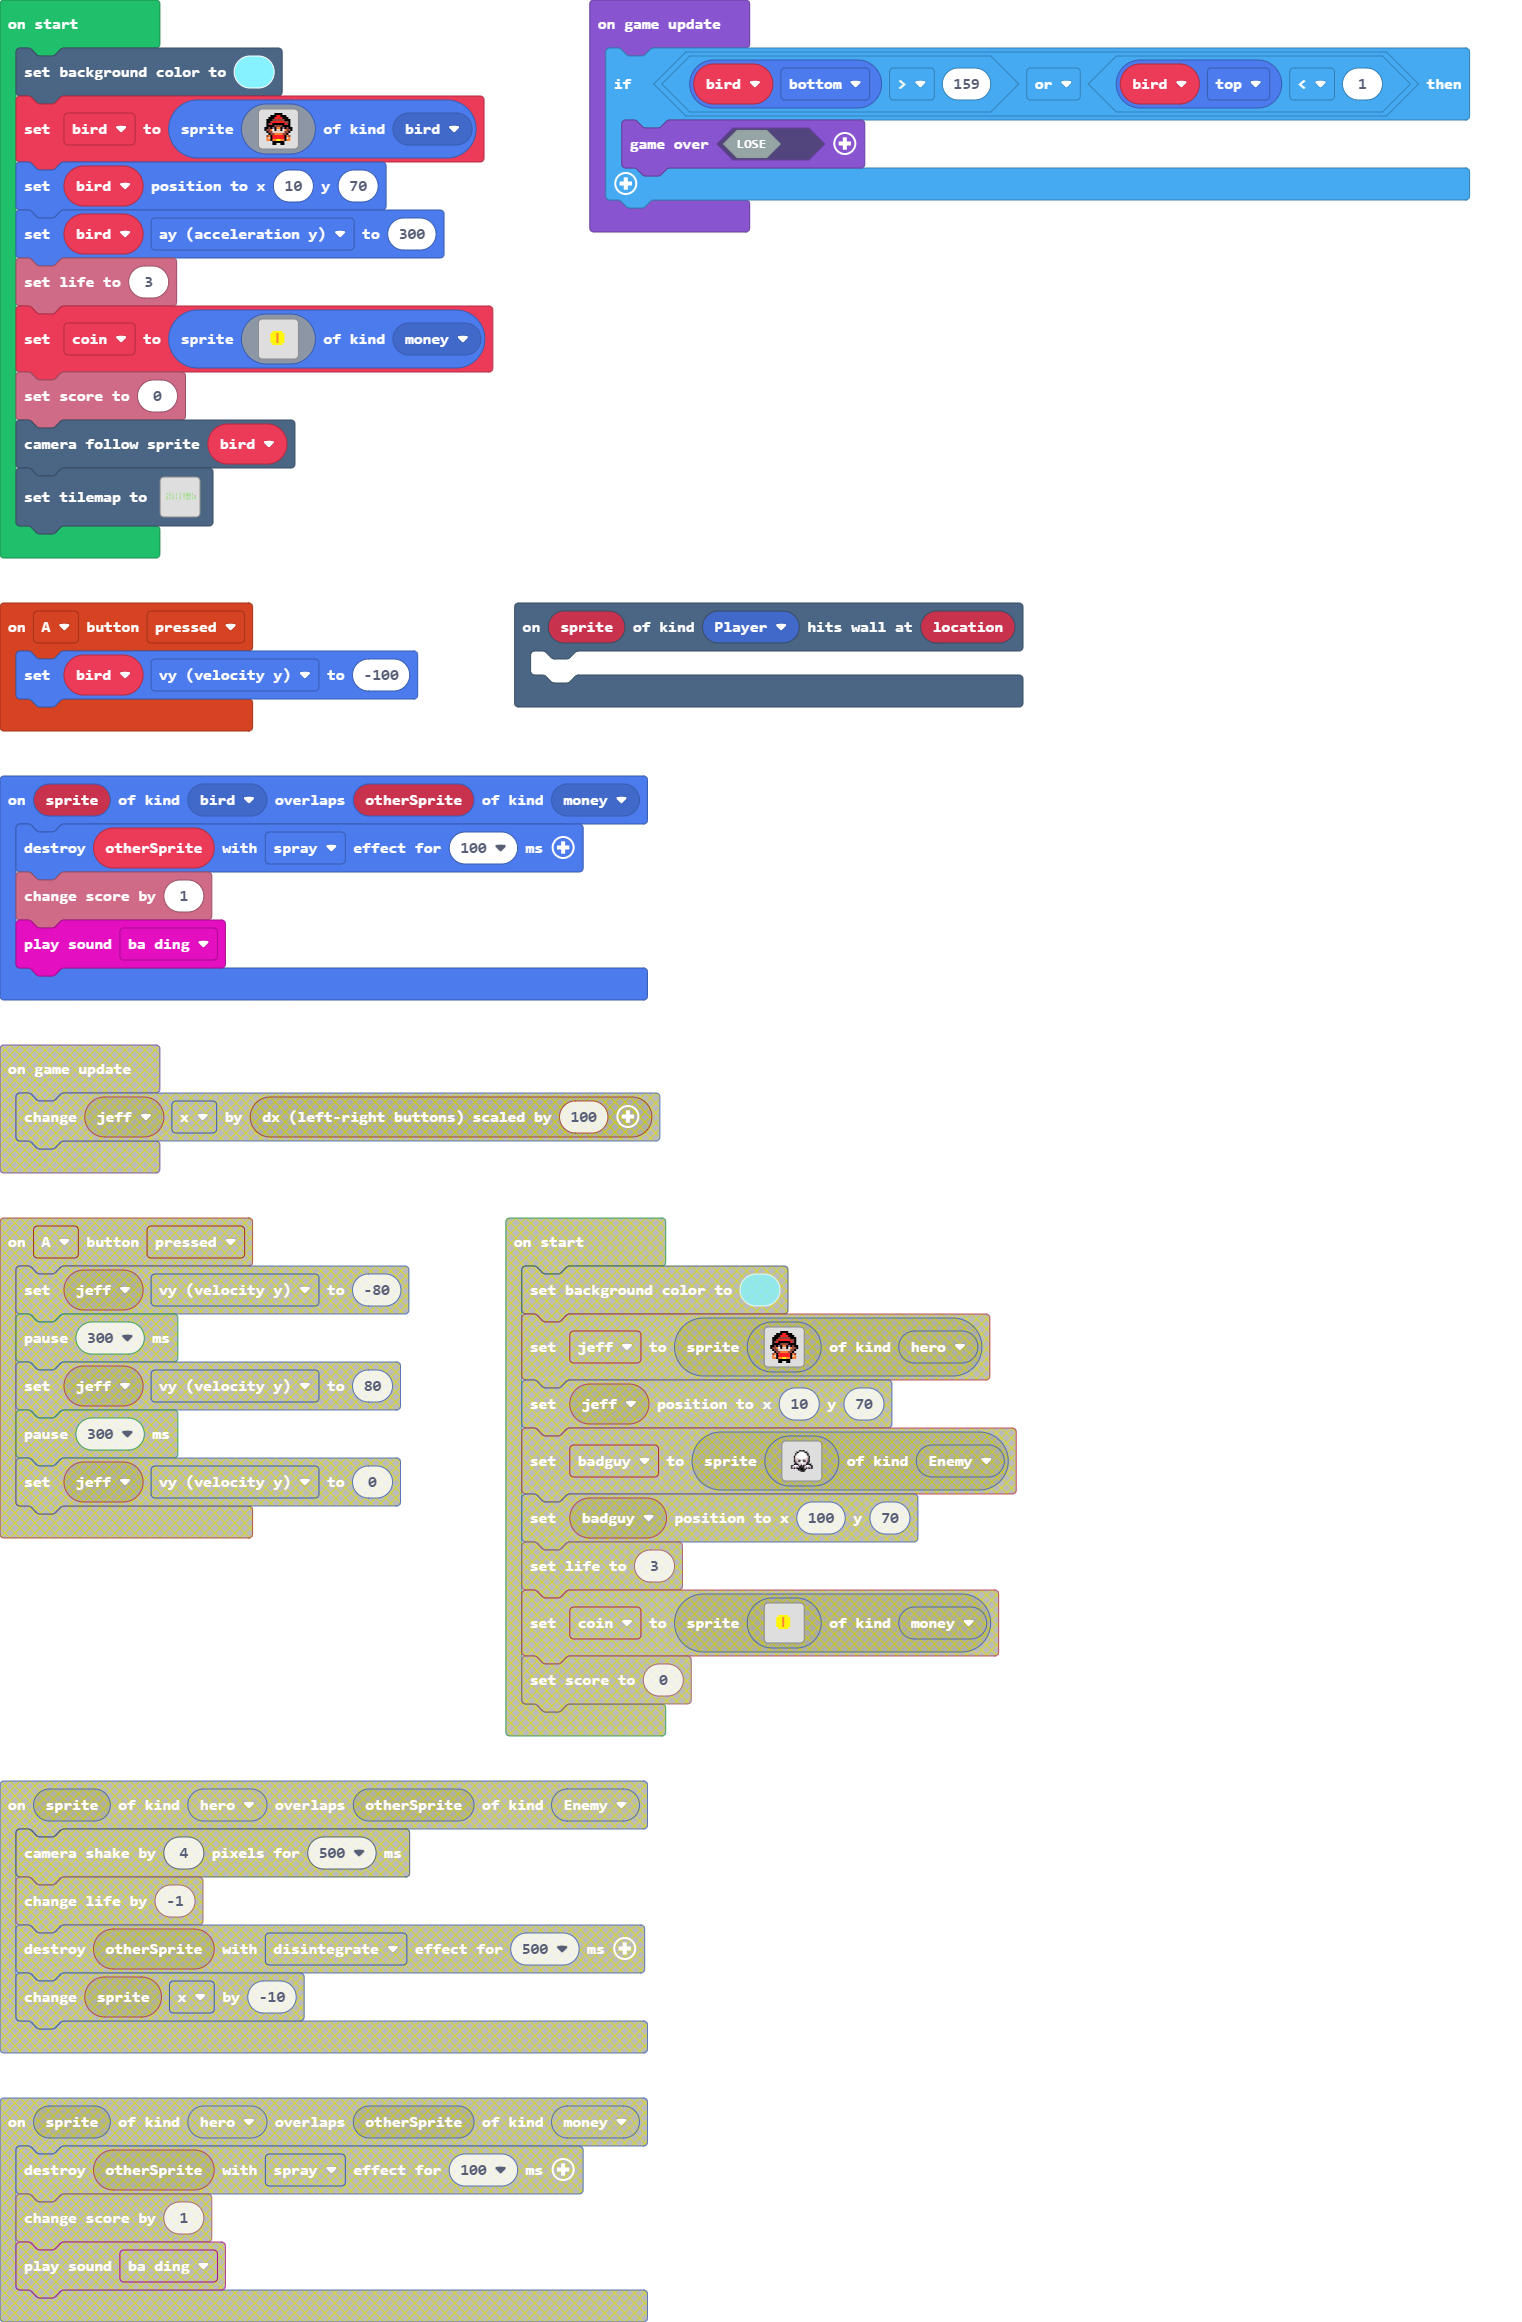 on start
set background color to
set bird to sprite of kind bird
set bird position to x 10 y 70
set bird ay (acceleration y) to 300
set life to 3
set coin to sprite of kind money
set score to 0
camera follow sprite bird
set tilemap to
on game update
if bird bottom > 159 or bird top < 1 then
game over LOSE
on A button pressed
set bird vy (velocity y) to -100
on sprite of kind Player hits wall at location
on sprite of kind bird overlaps otherSprite of kind money
destroy otherSprite with spray effect for 100 ms
change score by 1
play sound ba ding
on game update
change jeff x by dx (left-right buttons) scaled by 100
on A button pressed
set jeff vy (velocity y) to -80
pause 300 ms
set jeff vy (velocity y) to 80
pause 300 ms
set jeff vy (velocity y) to 0
on start
set background color to
set jeff to sprite of kind hero
set jeff position to x 10 y 70
set badguy to sprite of kind Enemy
set badguy position to x 100 y 70
set life to 3
set coin to sprite of kind money
set score to 0
on sprite of kind hero overlaps otherSprite of kind Enemy
camera shake by 4 pixels for 500 ms
change life by -1
destroy otherSprite with disintegrate effect for 500 ms
change sprite x by -10
on sprite of kind hero overlaps otherSprite of kind money
destroy otherSprite with spray effect for 100 ms
change score by 1
play sound ba ding